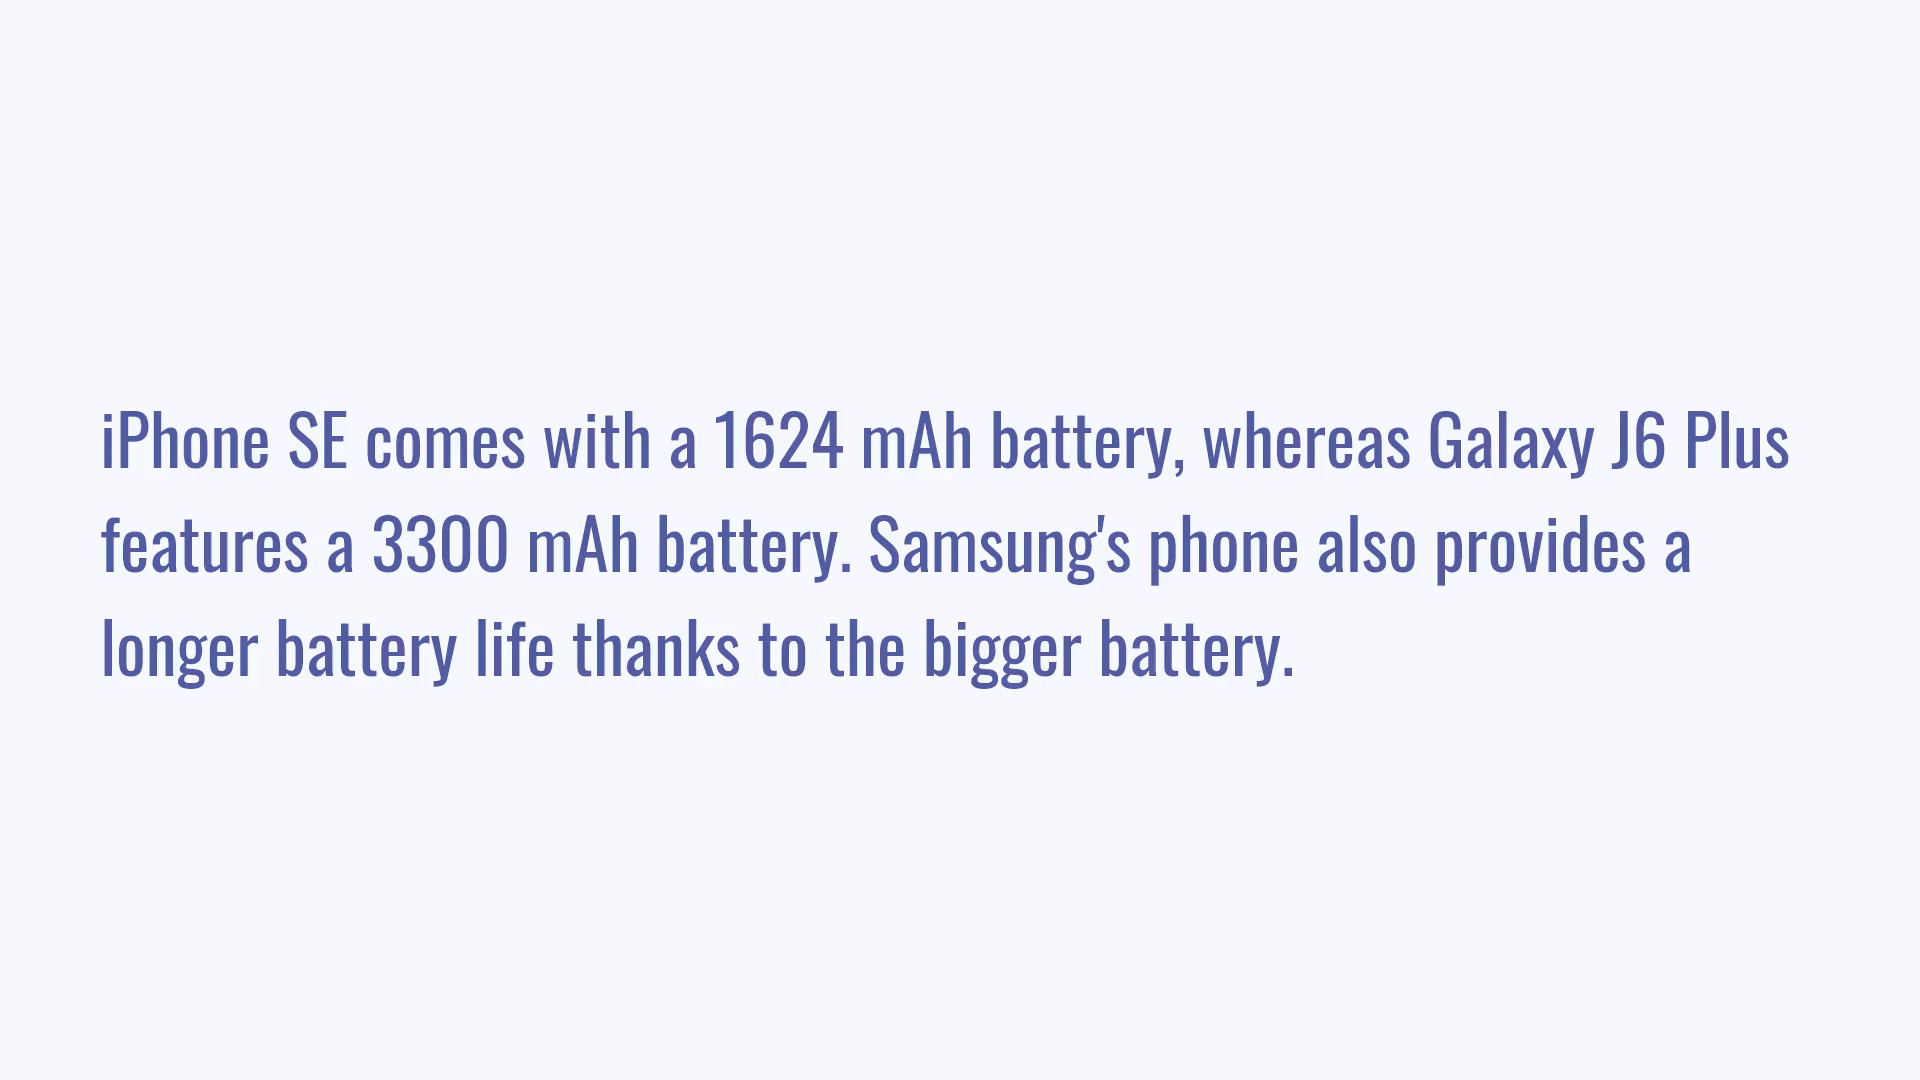 iPhone SE comes with a 1624 mAh battery, whereas Galaxy J6 Plus
features a 3300 mAh battery. Samsung's phone also provides a
longer battery life thanks to the bigger battery.